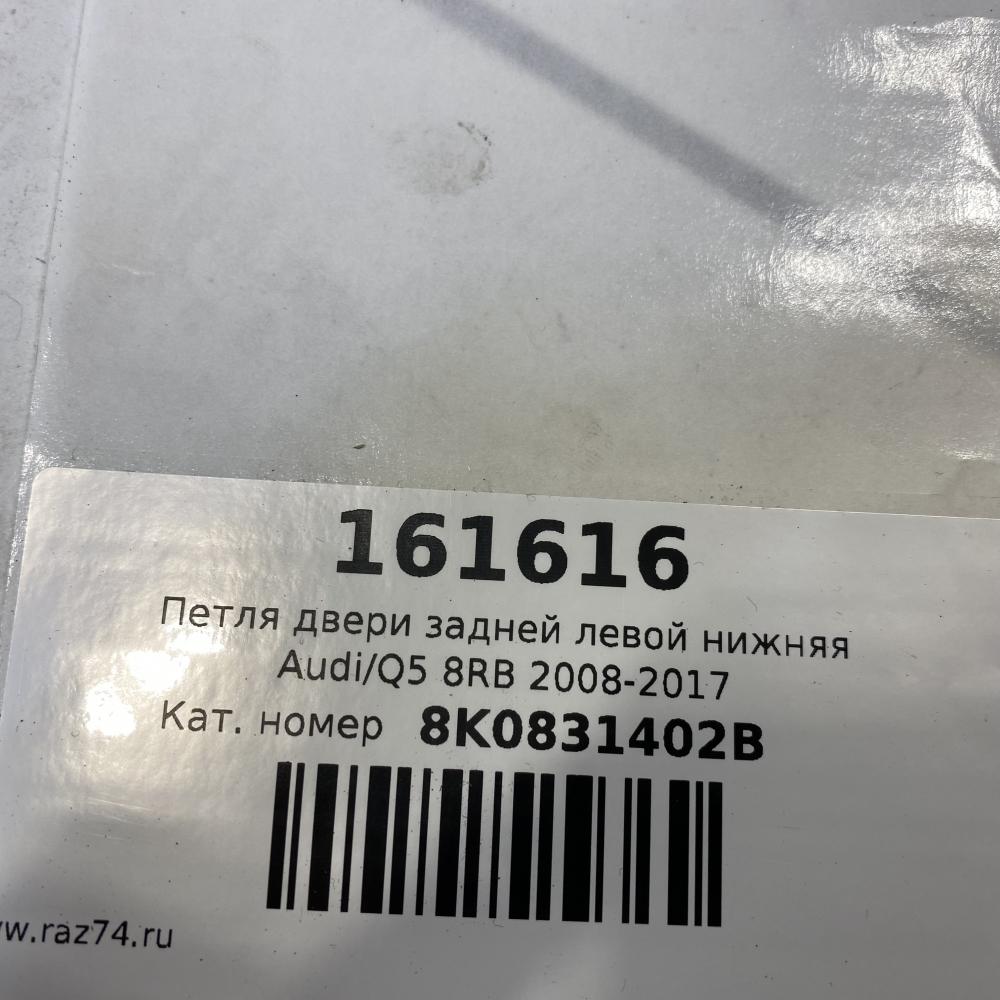 161616
Петля двери задней левой нижняя
Audi/Q5 8RB 2008-2017
Кат. номер 8K0831402B
w.raz74.ru